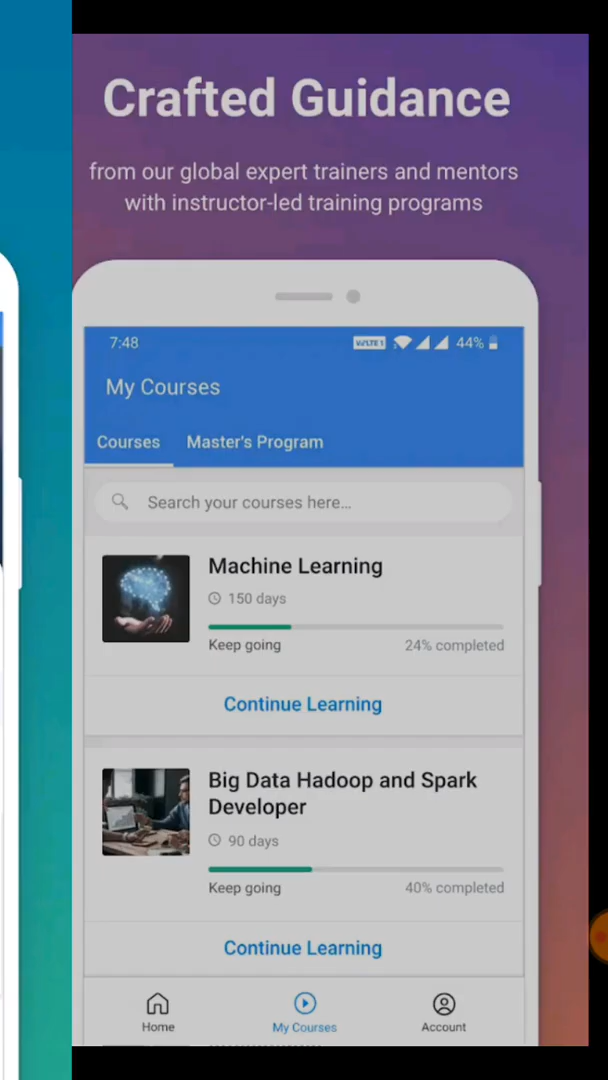 Crafted Guidance
from our global expert trainers and mentors
with instructor-led training programs
7:48
VoLTE 1
44%
My Courses
Courses
Master's Program
Search your courses here...
Machine Learning
150 days
Keep going
24% completed
Continue Learning
Big Data Hadoop and Spark
Developer
90 days
Keep going
40% completed
Continue Learning
Home
My Courses
Account